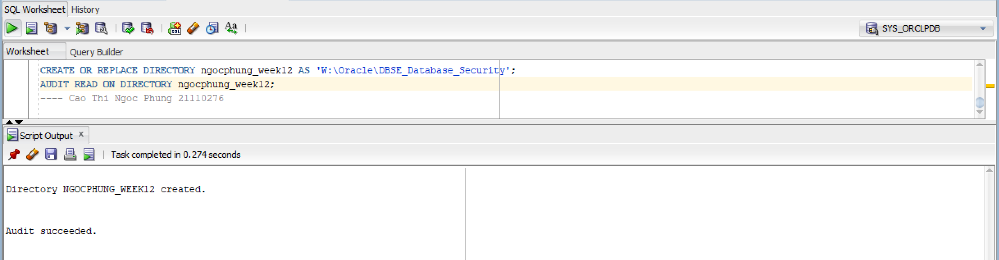 SQL Worksheet History
SYS_ORCLPDB
Worksheet Query Builder
CREATE OR REPLACE DIRECTORY ngocphung_week12 AS 'W:\Oracle\DBSE_Database_Security';
AUDIT READ ON DIRECTORY ngocphung_week12;
---- Cao Thi Ngoc Phung 21110276
Script Output x
Task completed in 0.274 seconds
Directory NGOCPHUNG_WEEK12 created.
Audit succeeded.